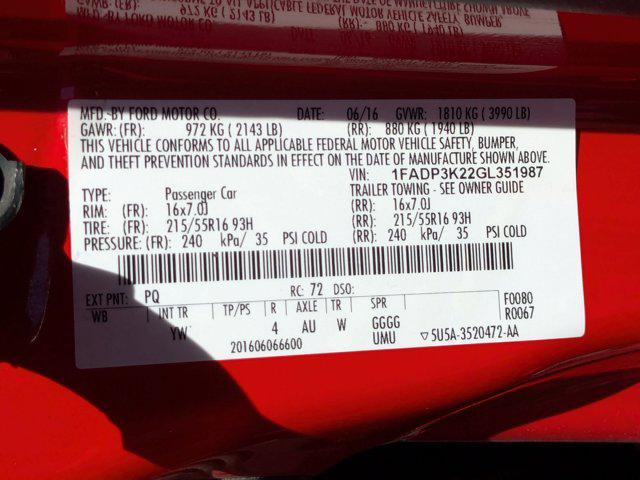 MFD. BY FORD MOTOR CO. DATE: 06/16 GVWR: 1810 KG ( 3990 LB)
GAWR: (FR): 972 KG ( 2143 LB) (RR): 880 KG ( 1940 LB)
THIS VEHICLE CONFORMS TO ALL APPLICABLE FEDERAL MOTOR VEHICLE SAFETY, BUMPER,
AND THEFT PREVENTION STANDARDS IN EFFECT ON THE DATE OF MANUFACTURE SHOWN ABOVE.
VIN: 1FADP3K22GL351987
TYPE: Passenger Car TRAILER TOWING - SEE OWNER GUIDE
RIM: (FR): 16x7.0J (RR): 16x7.0J
TIRE: (FR): 215/55R16 93H (RR): 215/55R16 93H
PRESSURE: (FR): 240 kPa/ 35 PSI COLD (RR): 240 kPa/ 35 PSI COLD
EXT PNT: PQ RC: 72 DSO: F0080
WB INT TR TP/PS R AXLE TR SPR R0067
YW 4 AU W GGGG
UMU
201606066600 ▽5U5A-3520472-AA